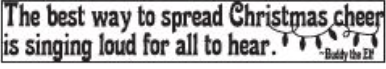 The best way to spread Christmas cheer
is singing loud for all to hear.
~Buddy the Elf